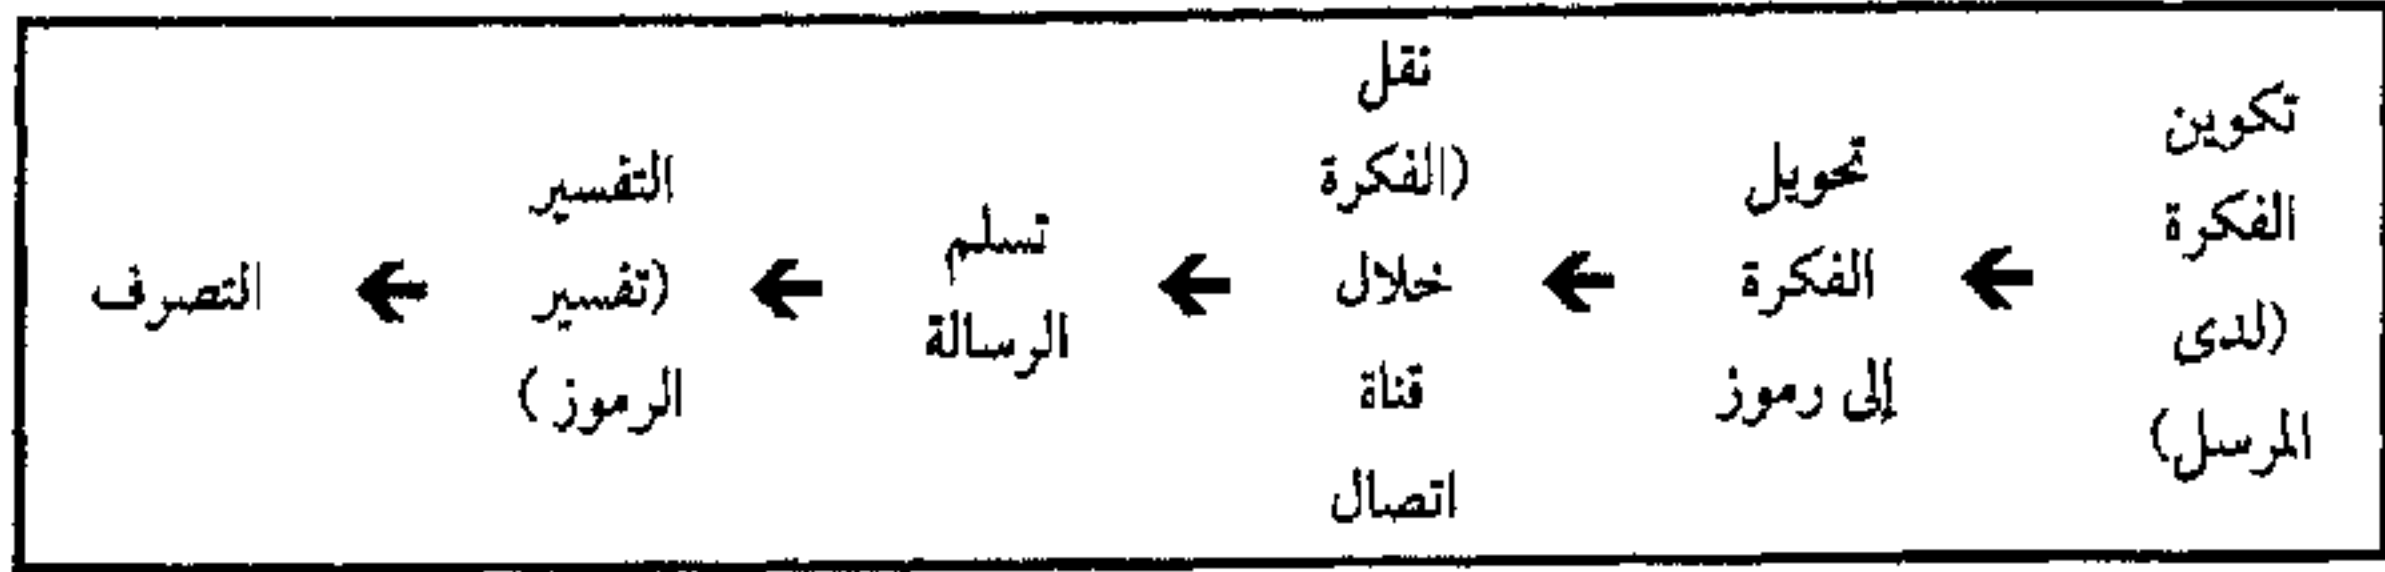 تكوين
الفكرة
(لدى
المرسل)
←
تحويل
الفكرة
إلى رموز
←
نقل
(الفكرة
خلال
قناة
اتصال
←
تسلم
الرسالة
←
التفسير
(تفسير
الرموز)
←
التصرف